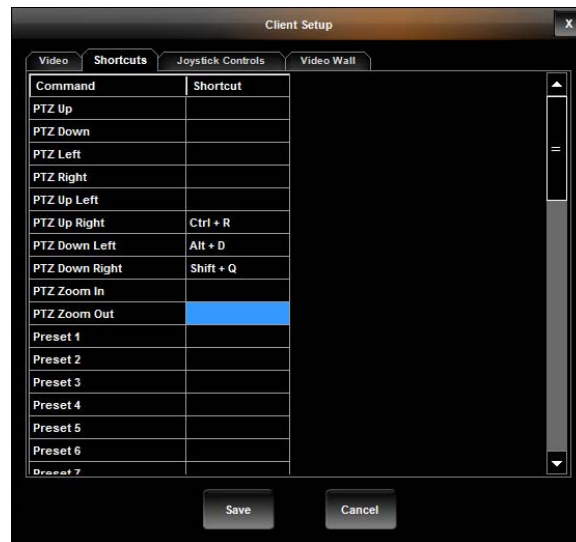 Client Setup
X
Video Shortcuts Joystick Controls Video Wall
Command Shortcut
PTZ Up
PTZ Down
PTZ Left
PTZ Right
PTZ Up Left
PTZ Up Right Ctrl + R
PTZ Down Left Alt + D
PTZ Down Right Shift + Q
PTZ Zoom In
PTZ Zoom Out
Preset 1
Preset 2
Preset 3
Preset 4
Preset 5
Preset 6
Preset 7
Save Cancel